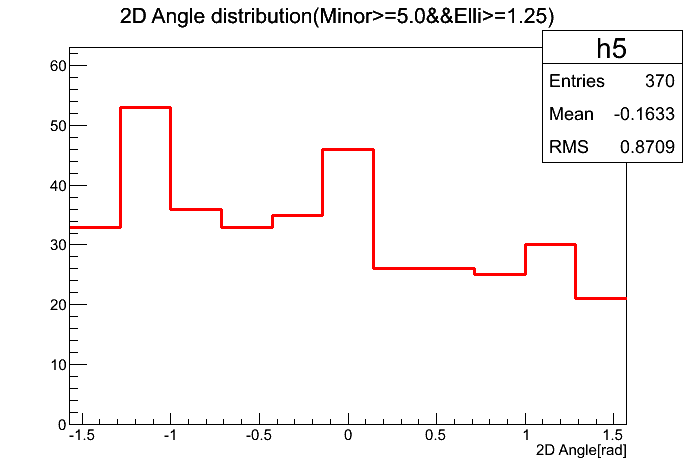 2D Angle distribution(Minor>=5.0&&Elli>=1.25)
h5
Entries 370
Mean -0.1633
RMS 0.8709
60
50
40
30
20
10
0
-1.5 -1 -0.5 0 0.5 1 1.5
2D Angle[rad]